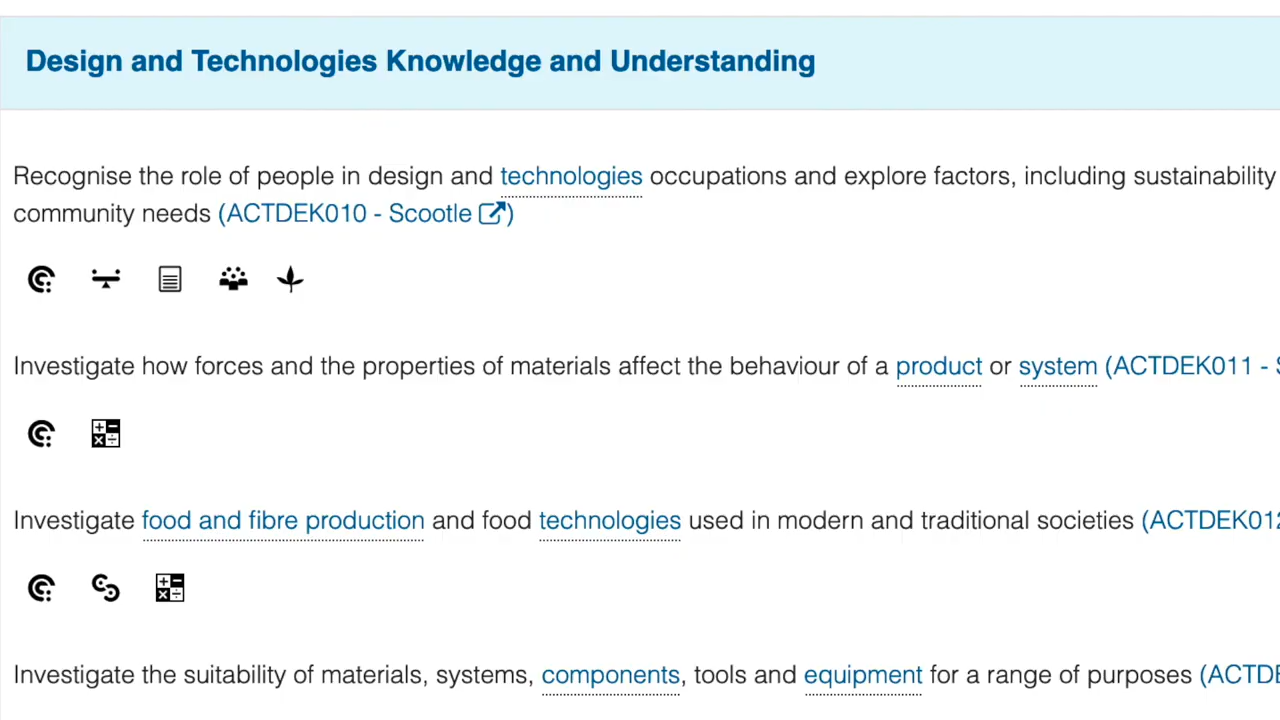 Design and Technologies Knowledge and Understanding
Recognise the role of people in design and technologies occupations and explore factors, including sustainability
community needs (ACTDEK010 - Scootle )
Investigate how forces and the properties of materials affect the behaviour of a product or system (ACTDEK011 -
Investigate food and fibre production and food technologies used in modern and traditional societies (ACTDEK012
Investigate the suitability of materials, systems, components, tools and equipment for a range of purposes (ACTDE